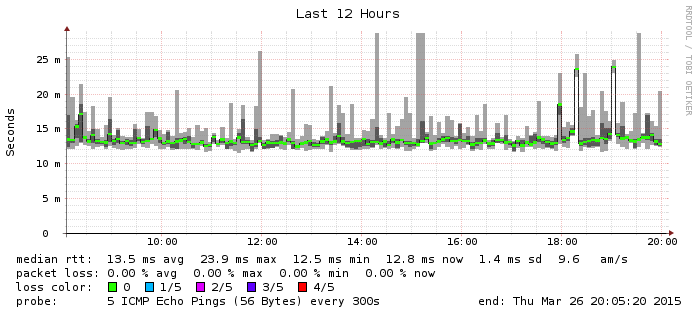 Last 12 Hours
RRDTOOL / TOBI OETIKER
Seconds
25 m
20 m
15 m
10 m
5 m
0
10:00 12:00 14:00 16:00 18:00 20:00
median rtt: 13.5 ms avg 23.9 ms max 12.5 ms min 12.8 ms now 1.4 ms sd 9.6 am/s
packet loss: 0.00 % avg 0.00 % max 0.00 % min 0.00 % now
loss color: 0 1/5 2/5 3/5 4/5
probe: 5 ICMP Echo Pings (56 Bytes) every 300s end: Thu Mar 26 20:05:20 2015